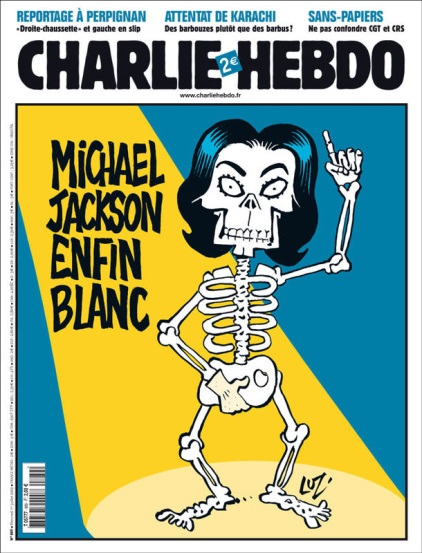 REPORTAGE À PERPIGNAN
«Droite-chaussette» et gauche en slip
ATTENTAT DE KARACHI
Des barbouzes plutôt que des barbus?
SANS-PAPIERS
Ne pas confondre CGT et CRS
CHARLIE HEBDO
2€
www.charliehebdo.fr
MICHAEL
JACKSON
ENFIN
BLANC
Luz